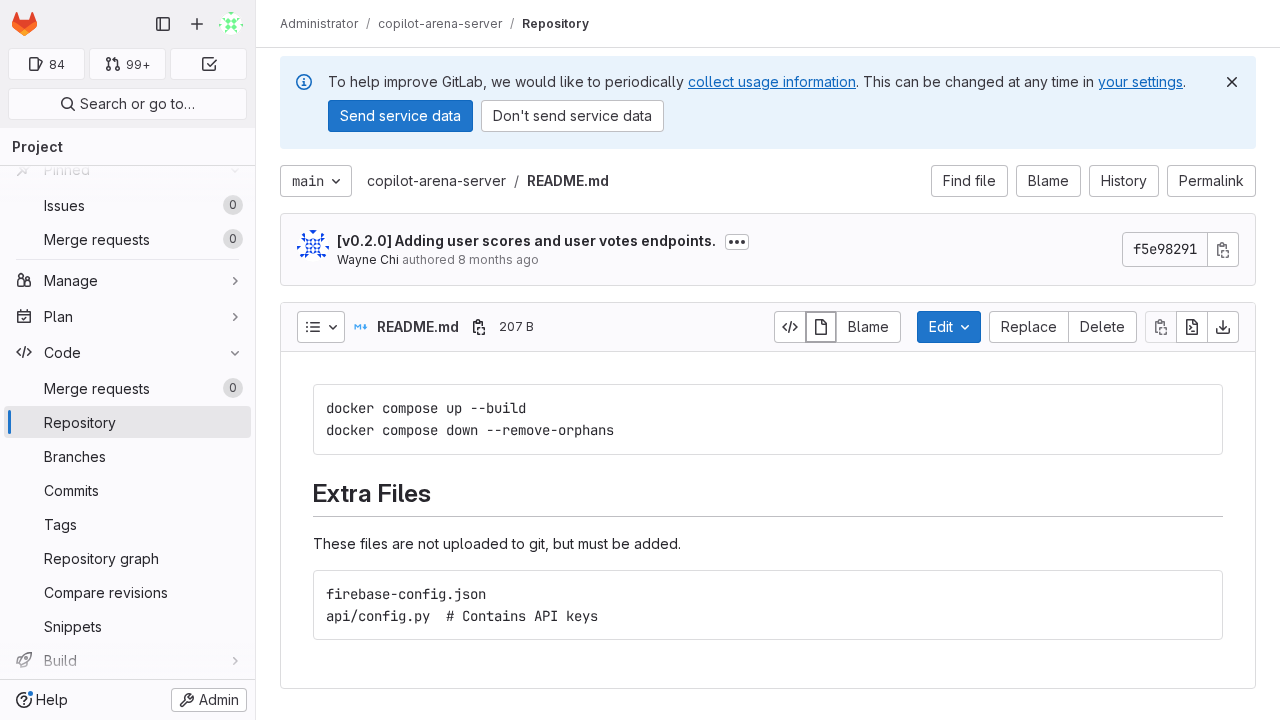 Administrator / copilot-arena-server / Repository
84
99+
Search or go to…
Project
Pinned
Issues 0
Merge requests 0
Manage
Plan
Code
Merge requests 0
Repository
Branches
Commits
Tags
Repository graph
Compare revisions
Snippets
Build
Help
Admin
To help improve GitLab, we would like to periodically collect usage information. This can be changed at any time in your settings.
Send service data
Don't send service data
main
copilot-arena-server / README.md
Find file
Blame
History
Permalink
[v0.2.0] Adding user scores and user votes endpoints.
Wayne Chi authored 8 months ago
f5e98291
README.md
207 B
Blame
Edit
Replace
Delete
docker compose up --build
docker compose down --remove-orphans
Extra Files
These files are not uploaded to git, but must be added.
firebase-config.json
api/config.py  # Contains API keys